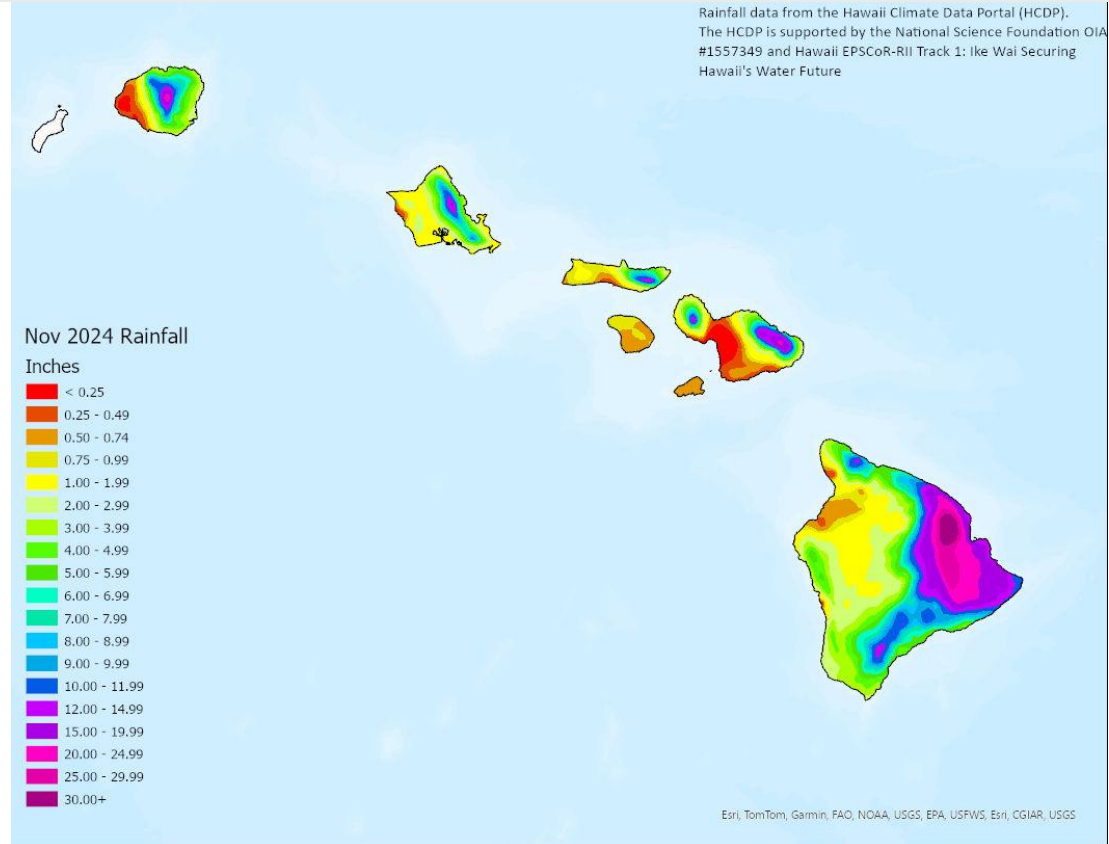 Rainfall data from the Hawaii Climate Data Portal (HCDP).
The HCDP is supported by the National Science Foundation OIA
#1557349 and Hawaii EPSCoR-RII Track 1: Ike Wai Securing
Hawaii's Water Future
Nov 2024 Rainfall
Inches
< 0.25
0.25 - 0.49
0.50 - 0.74
0.75 - 0.99
1.00 - 1.99
2.00 - 2.99
3.00 - 3.99
4.00 - 4.99
5.00 - 5.99
6.00 - 6.99
7.00 - 7.99
8.00 - 8.99
9.00 - 9.99
10.00 - 11.99
12.00 - 14.99
15.00 - 19.99
20.00 - 24.99
25.00 - 29.99
30.00+
Esri, TomTom, Garmin, FAO, NOAA, USGS, EPA, USFWS, Esri, CGIAR, USGS